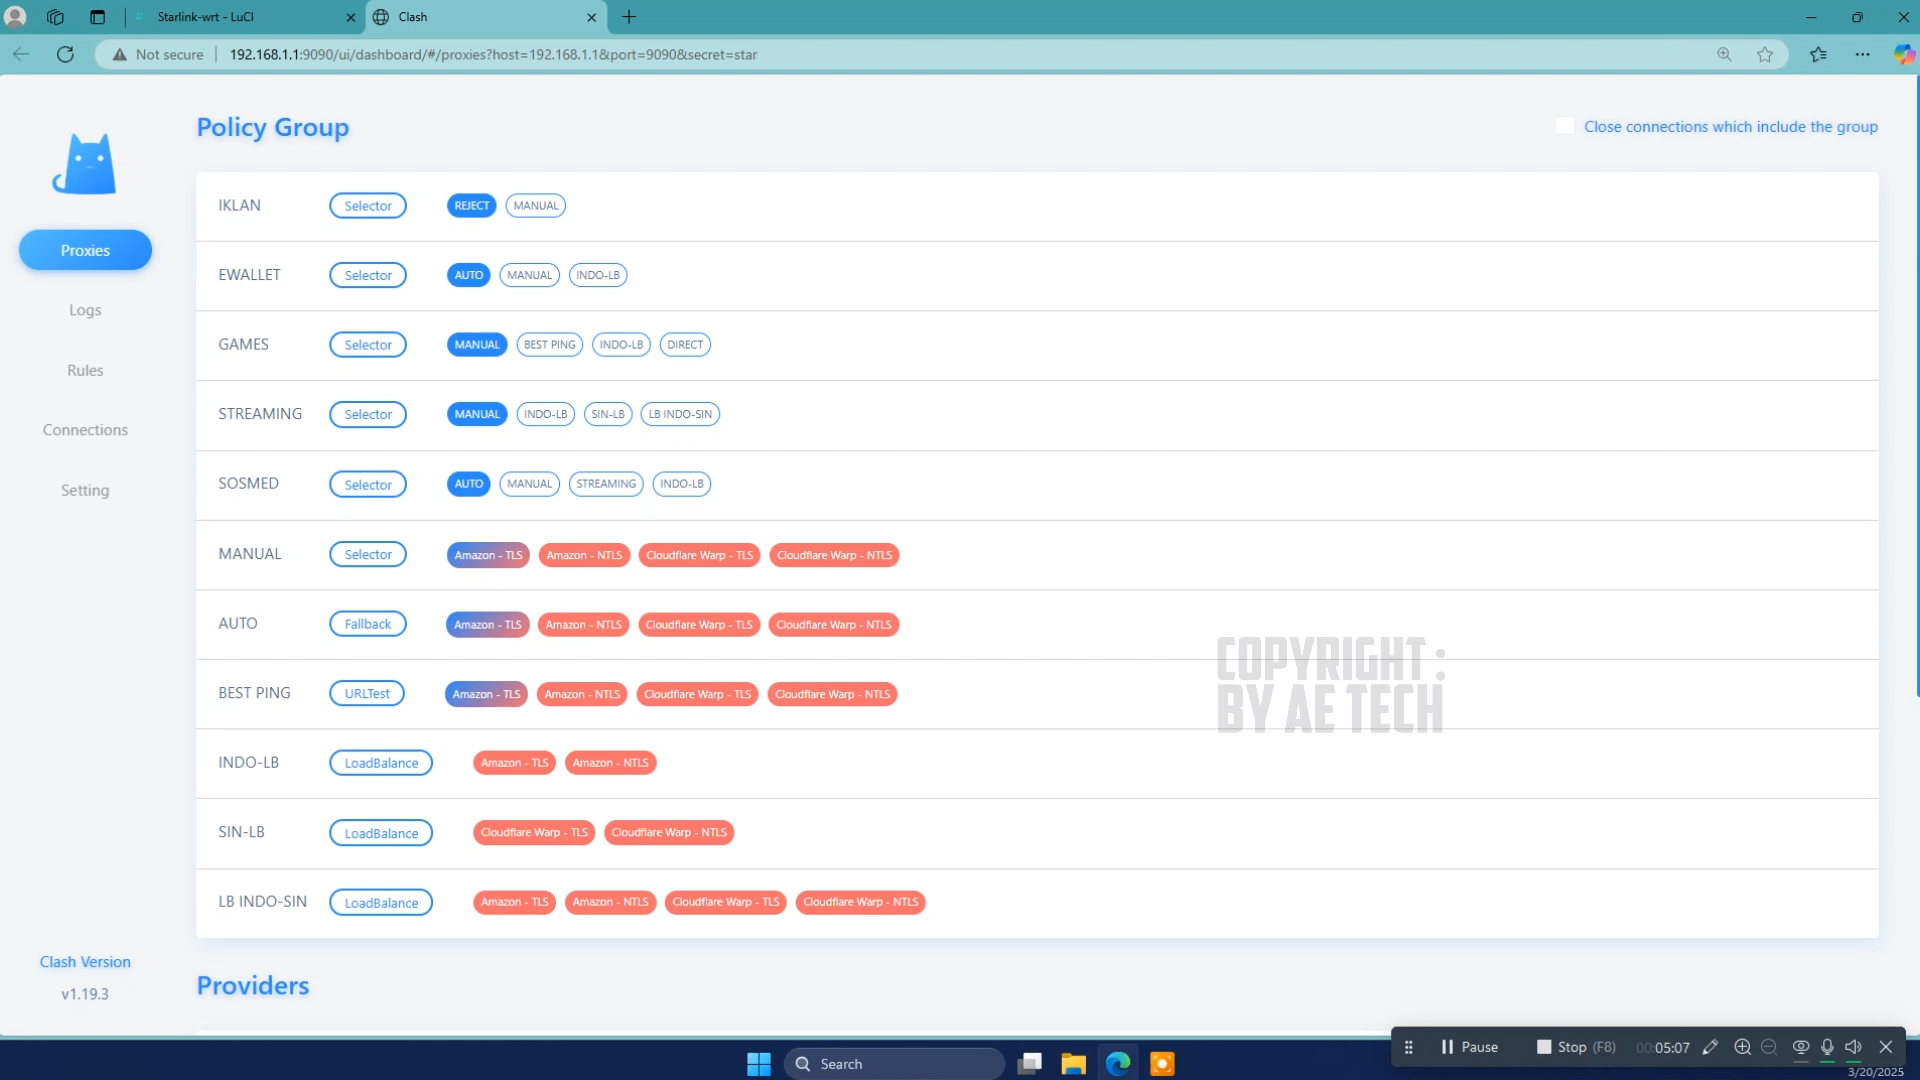 Starlink-wrt - LuCI
Clash
Not secure
192.168.1.1:9090/ui/dashboard/#/proxies?host=192.168.1.1&port=9090&secret=star
Policy Group
Close connections which include the group
IKLAN Selector REJECT MANUAL
Proxies
EWALLET Selector AUTO MANUAL INDO-LB
Logs
GAMES Selector MANUAL BEST PING INDO-LB DIRECT
Rules
STREAMING Selector MANUAL INDO-LB SIN-LB LB INDO-SIN
Connections
SOSMED Selector AUTO MANUAL STREAMING INDO-LB
Setting
MANUAL Selector Amazon - TLS Amazon - NTLS Cloudflare Warp - TLS Cloudflare Warp - NTLS
AUTO Fallback Amazon - TLS Amazon - NTLS Cloudflare Warp - TLS Cloudflare Warp - NTLS
BEST PING URLTest Amazon - TLS Amazon - NTLS Cloudflare Warp - TLS Cloudflare Warp - NTLS
COPYRIGHT :
BY AE TECH
INDO-LB LoadBalance Amazon - TLS Amazon - NTLS
SIN-LB LoadBalance Cloudflare Warp - TLS Cloudflare Warp - NTLS
LB INDO-SIN LoadBalance Amazon - TLS Amazon - NTLS Cloudflare Warp - TLS Cloudflare Warp - NTLS
Clash Version
v1.19.3
Providers
Search
Pause
Stop (F8)
00:05:07
3/20/2025